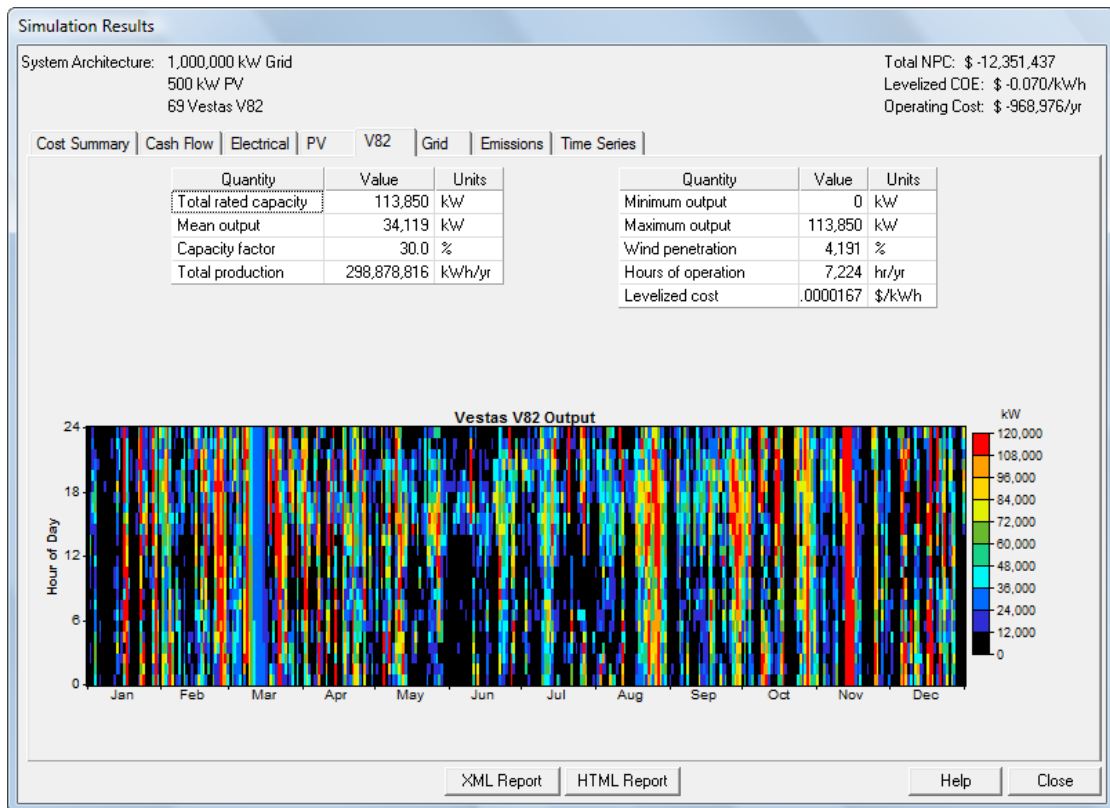 Simulation Results
System Architecture: 1,000,000 kW Grid
500 kW PV
69 Vestas V82
Total NPC: $ -12,351,437
Levelized COE: $ -0.070/kWh
Operating Cost: $ -968,976/yr
Cost Summary Cash Flow Electrical PV V82 Grid Emissions Time Series
Quantity Value Units
Total rated capacity 113,850 kW
Mean output 34,119 kW
Capacity factor 30.0 %
Total production 298,878,816 kWh/yr
Quantity Value Units
Minimum output 0 kW
Maximum output 113,850 kW
Wind penetration 4,191 %
Hours of operation 7,224 hr/yr
Levelized cost .0000167 $/kWh
Vestas V82 Output
kW
24
18
12
6
0
Hour of Day
Jan Feb Mar Apr May Jun Jul Aug Sep Oct Nov Dec
120,000
108,000
96,000
84,000
72,000
60,000
48,000
36,000
24,000
12,000
0
XML Report HTML Report Help Close